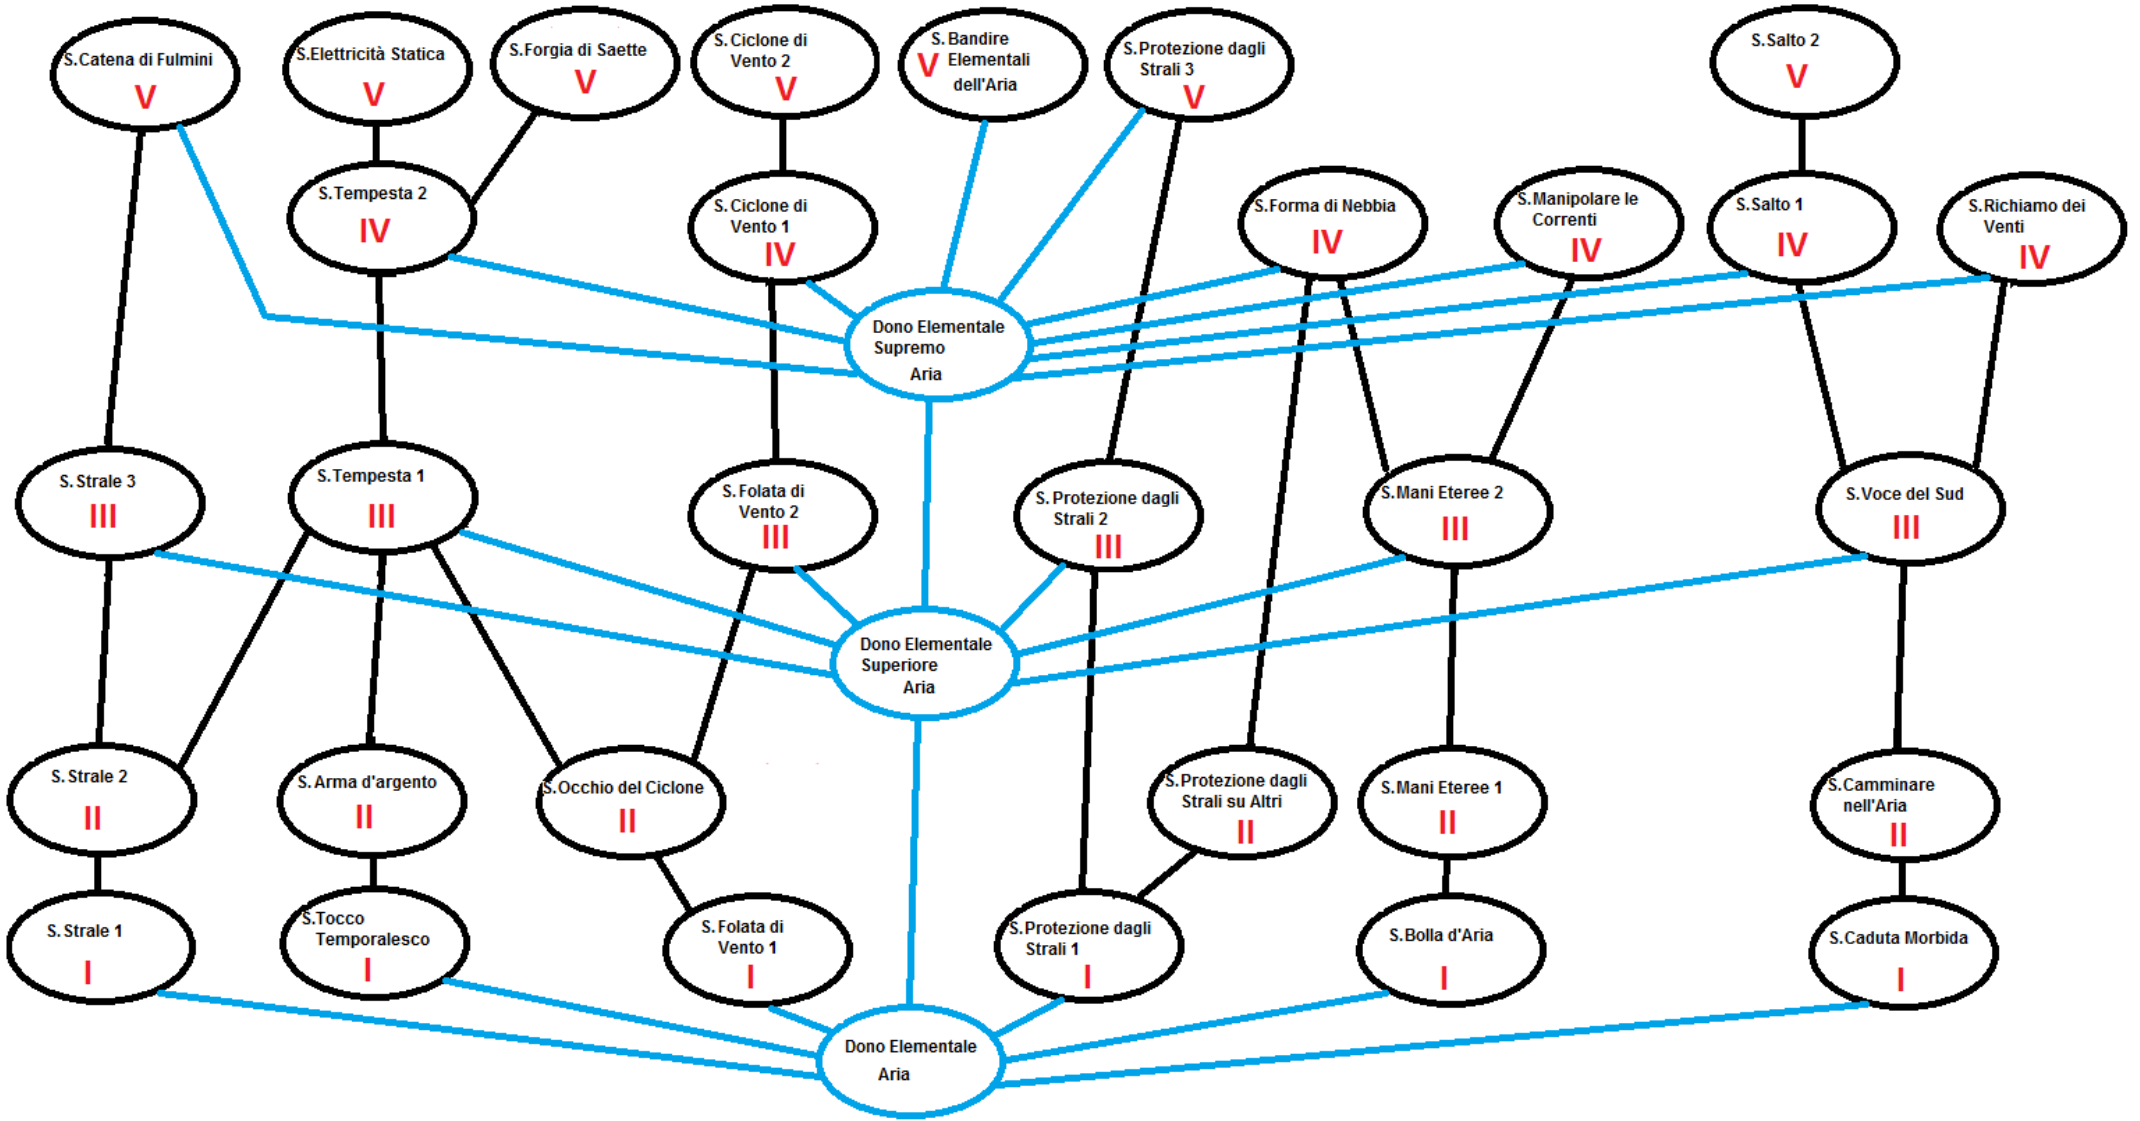 S.Catena di Fulmini
V
S.Elettricità Statica
V
S.Forgia di Saette
V
S. Ciclone di
Vento 2
V
S. Bandire
V Elementali
dell'Aria
S. Protezione dagli
Strali 3
V
S.Salto 2
V
S.Tempesta 2
IV
S. Ciclone di
Vento 1
IV
S.Forma di Nebbia
IV
S.Manipolare le
Correnti
IV
S.Salto 1
IV
S.Richiamo dei
Venti
IV
Dono Elementale
Supremo
Aria
S. Strale 3
III
S.Tempesta 1
III
S. Folata di
Vento 2
III
S. Protezione dagli
Strali 2
III
S.Mani Eteree 2
III
S.Voce del Sud
III
Dono Elementale
Superiore
Aria
S. Strale 2
II
S. Arma d'argento
II
S.Occhio del Ciclone
II
S.Protezione dagli
Strali su Altri
II
S.Mani Eteree 1
II
S.Camminare
nell'Aria
II
S. Strale 1
I
S.Tocco
Temporalesco
I
S. Folata di
Vento 1
I
S.Protezione dagli
Strali 1
I
S.Bolla d'Aria
I
S.Caduta Morbida
I
Dono Elementale
Aria